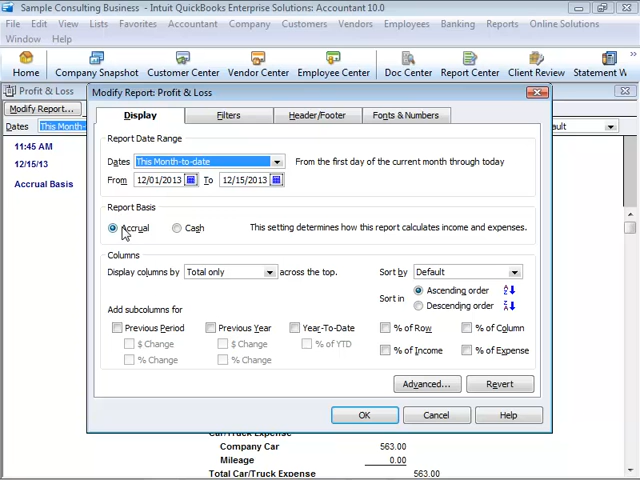 Sample Consulting Business - Intuit QuickBooks Enterprise Solutions: Accountant 10.0
File Edit View Lists Favorites Accountant Company Customers Vendors Employees Banking Reports Online Solutions
Window Help
Home Company Snapshot Customer Center Vendor Center Employee Center Doc Center Report Center Client Review Statement W
Profit & Loss
Modify Report...
Dates This Month-to
ault
11:45 AM
12/15/13
Accrual Basis
Modify Report: Profit & Loss
Display Filters Header/Footer Fonts & Numbers
Report Date Range
Dates This Month-to-date From the first day of the current month through today
From 12/01/2013 To 12/15/2013
Report Basis
Accrual Cash This setting determines how this report calculates income and expenses.
Columns
Display columns by Total only across the top. Sort by Default
Sort in Ascending order
Descending order
Add subcolumns for
Previous Period Previous Year Year-To-Date % of Row % of Column
$ Change $ Change % of YTD
% Change % Change % of Income % of Expense
Advanced... Revert
OK Cancel Help
Car/Truck Expense
Company Car 563.00
Mileage 0.00
Total Car/Truck Expense 563.00